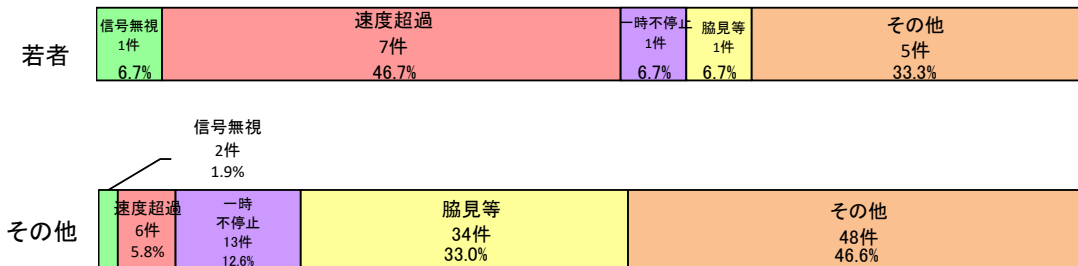 若者
信号無視
1件
6.7%
速度超過
7件
46.7%
一時不停止
1件
6.7%
脇見等
1件
6.7%
その他
5件
33.3%
その他
信号無視
2件
1.9%
速度超過
6件
5.8%
一時
不停止
13件
12.6%
脇見等
34件
33.0%
その他
48件
46.6%